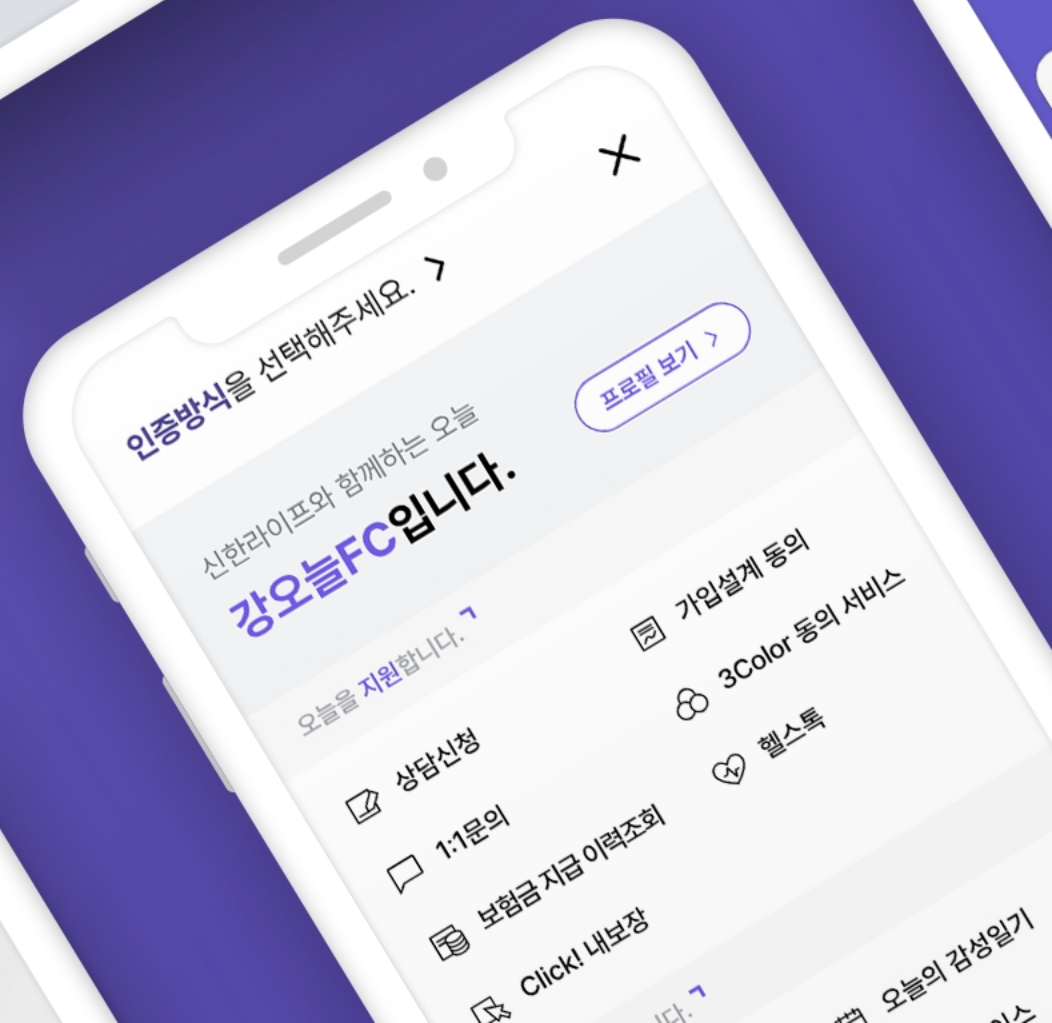 인증방식을 선택해주세요.
신한라이프와 함께하는 오늘
강오늘FC입니다.
프로필 보기
오늘을 지원합니다.
상담신청
가입설계 동의
1:1문의
3Color 동의 서비스
보험금 지급 이력조회
헬스톡
Click! 내보장
오늘의 감성일기